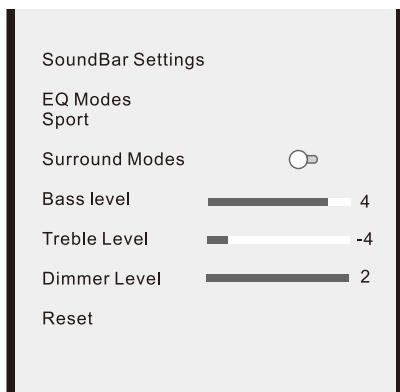 SoundBar Settings
EQ Modes
Sport
Surround Modes
Bass level 4
Treble Level -4
Dimmer Level 2
Reset